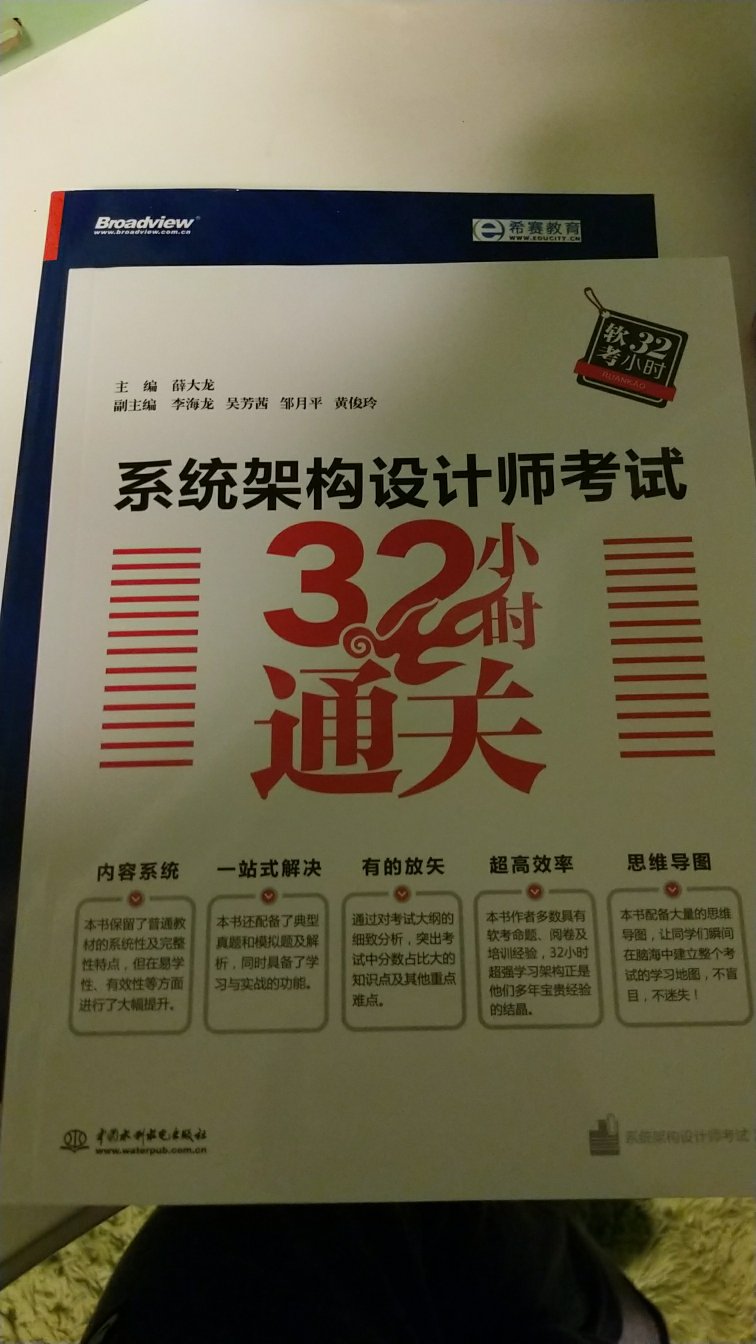 Broadview®
www.broadview.com.cn
希赛教育
WWW.EDUCITY.CN
软考
32
小时
RUANKAO
主 编 薛大龙
副主编 李海龙 吴芳茜 邹月平 黄俊玲
系统架构设计师考试
32小时
通关
内容系统
本书保留了普通教
材的系统性及完整
性特点，但在易学
性、有效性等方面
进行了大幅提升。
一站式解决
本书还配备了典型
真题和模拟题及解
析，同时具备了学
习与实战的功能。
有的放矢
通过对考试大纲的
细致分析，突出考
试中分数占比大的
知识点及其他重点
难点。
超高效率
本书作者多数具有
软考命题、阅卷及
培训经验，32小时
超强学习架构正是
他们多年宝贵经验
的结晶。
思维导图
本书配备大量的思维
导图，让同学们瞬间
在脑海中建立整个考
试的学习地图，不盲
目，不迷失！
中国水利水电出版社
www.waterpub.com.cn
系统架构设计师考试